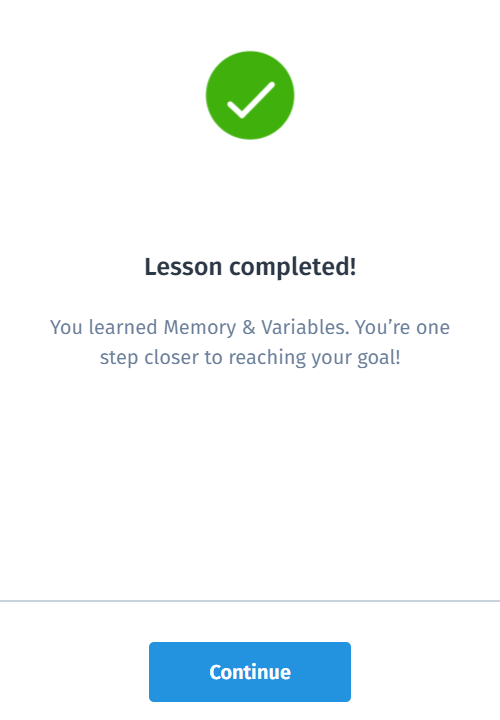 Lesson completed!
You learned Memory & Variables. You’re one
step closer to reaching your goal!
Continue